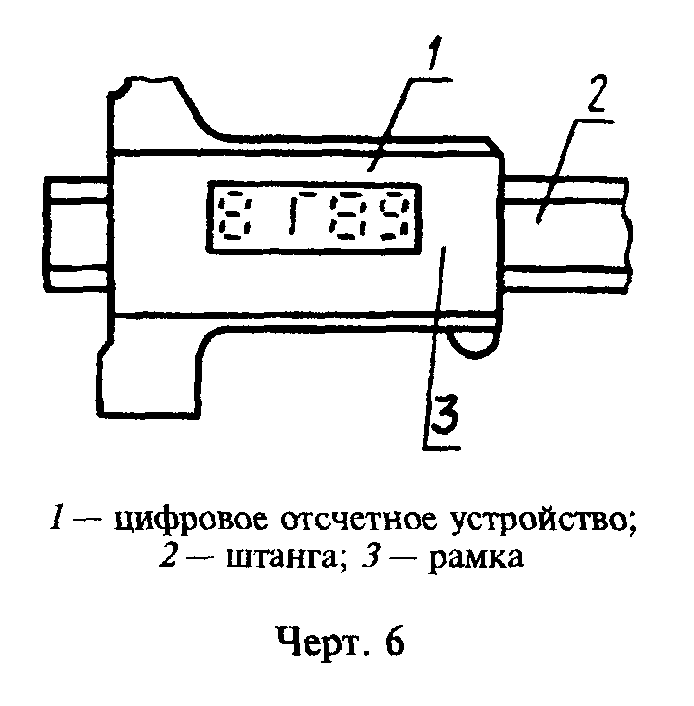 1
2
3
1 — цифровое отсчетное устройство;
2 — штанга; 3 — рамка
Черт. 6